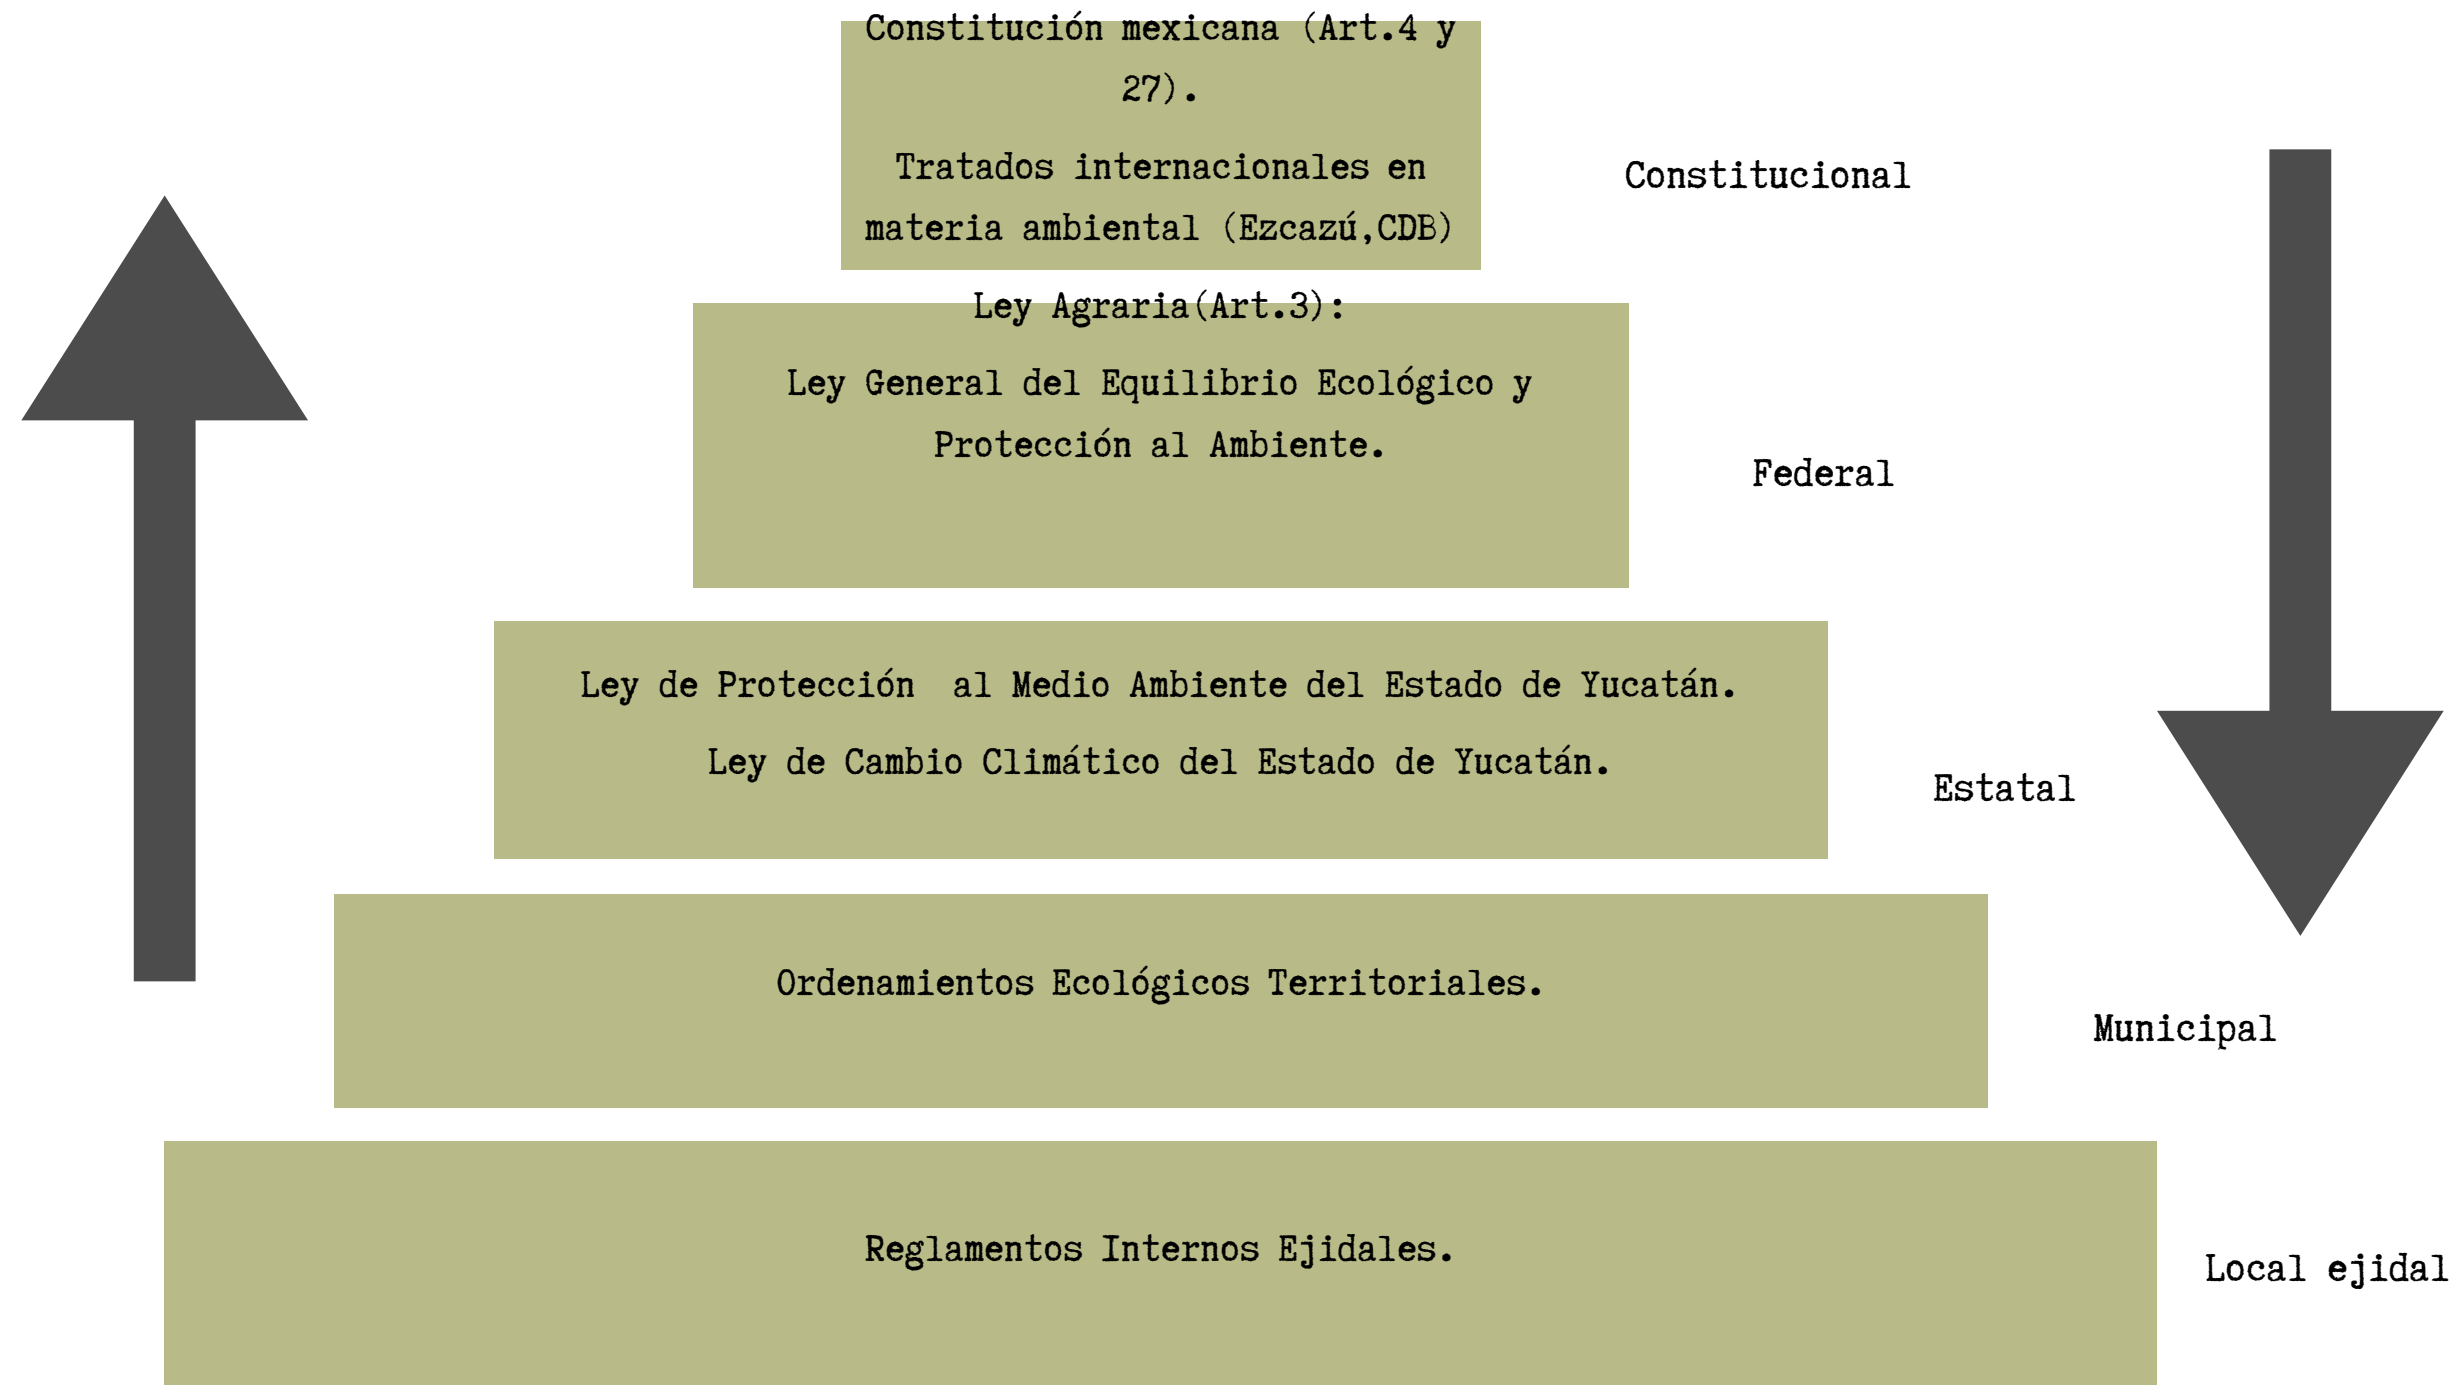 Constitución mexicana (Art.4 y
27).
Tratados internacionales en
materia ambiental (Ezcazú,CDB)
Constitucional
Ley Agraria(Art.3):
Ley General del Equilibrio Ecológico y
Protección al Ambiente.
Federal
Ley de Protección  al Medio Ambiente del Estado de Yucatán.
Ley de Cambio Climático del Estado de Yucatán.
Estatal
Ordenamientos Ecológicos Territoriales.
Municipal
Reglamentos Internos Ejidales.
Local ejidal